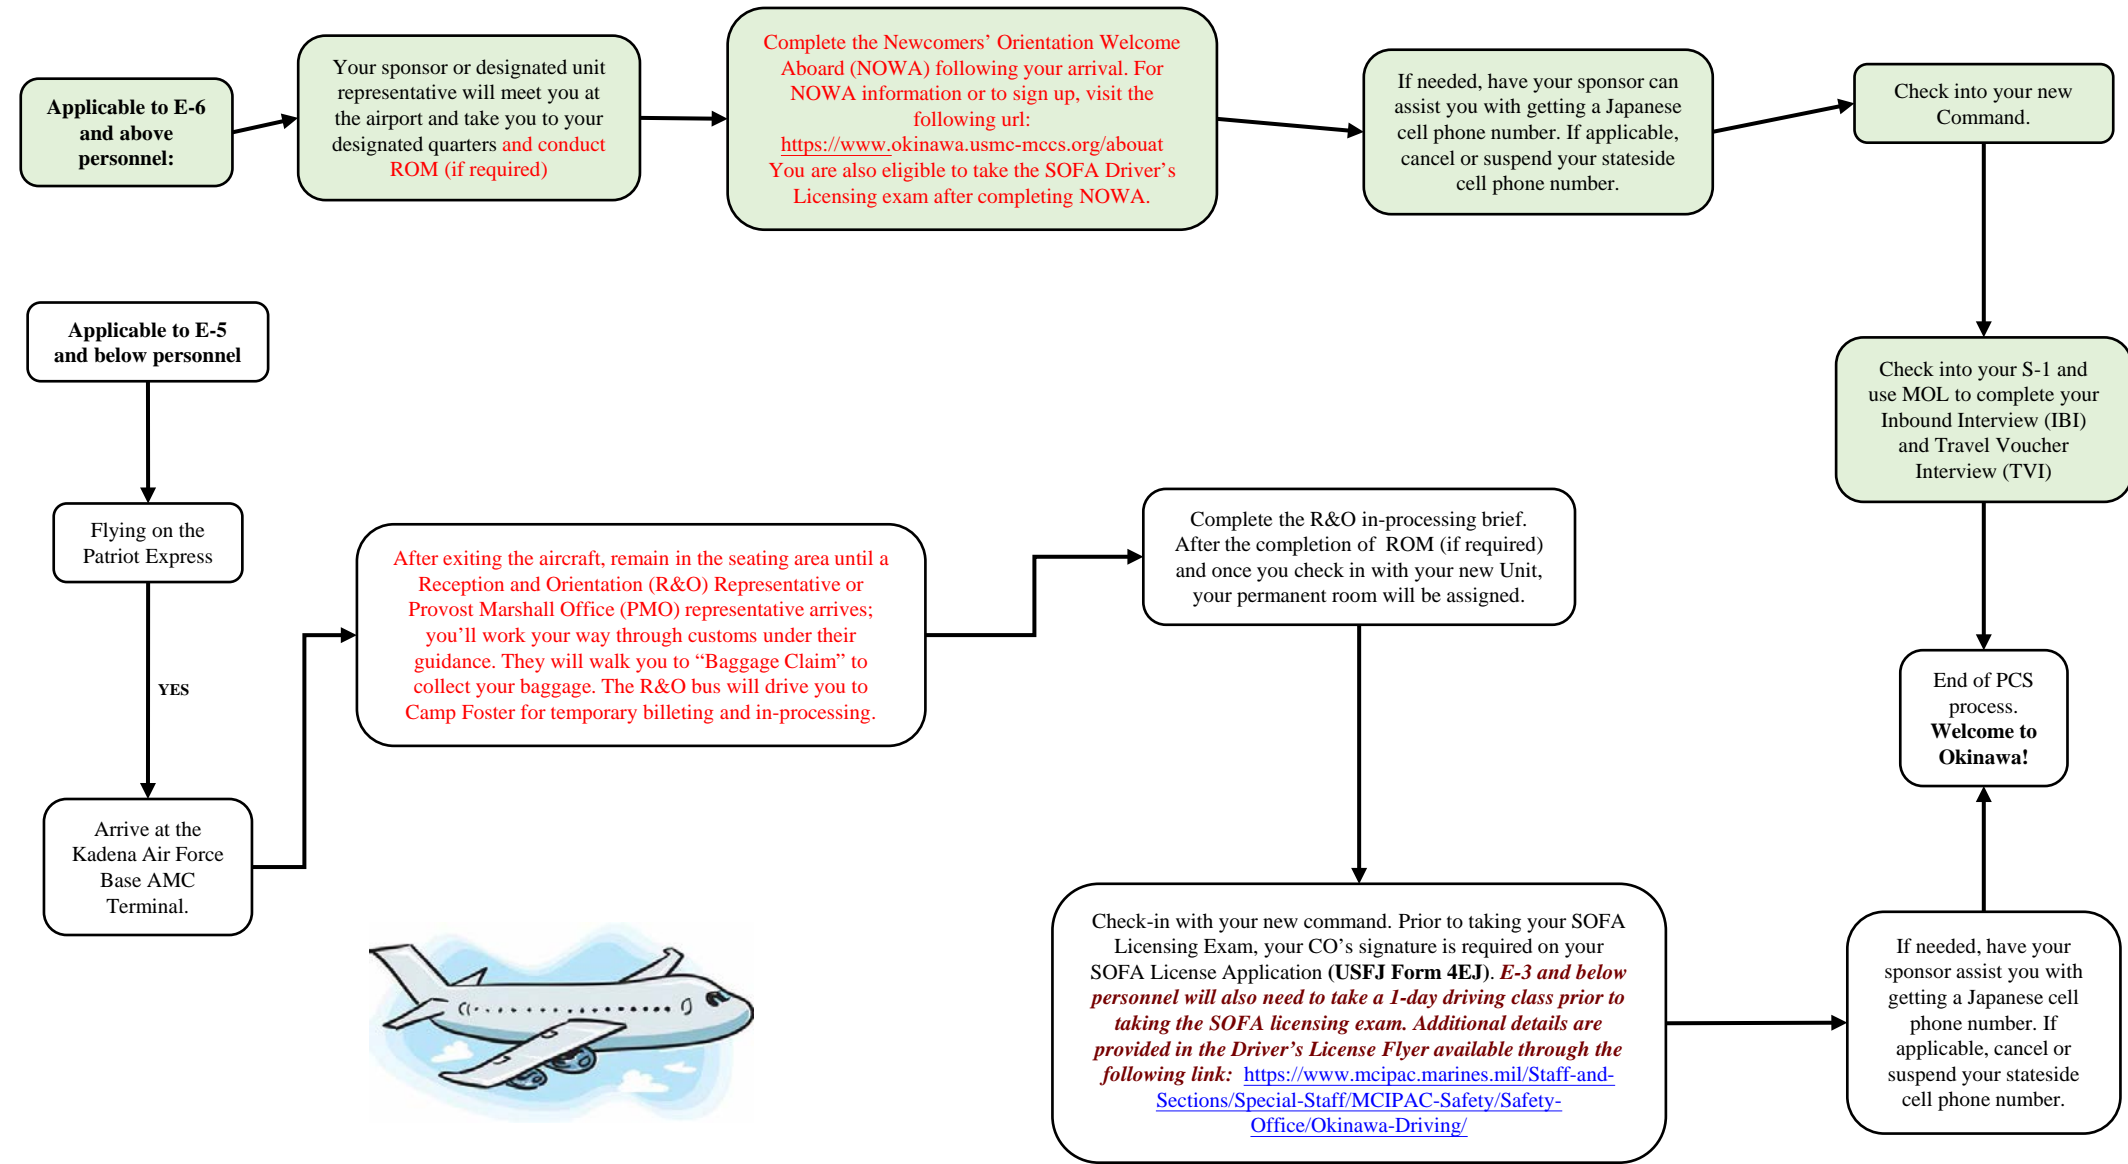 Applicable to E-6
and above
personnel:
Your sponsor or designated unit
representative will meet you at
the airport and take you to your
designated quarters and conduct
ROM (if required)
Complete the Newcomers’ Orientation Welcome
Aboard (NOWA) following your arrival. For
NOWA information or to sign up, visit the
following url:
https://www.okinawa.usmc-mccs.org/abouat
You are also eligible to take the SOFA Driver’s
Licensing exam after completing NOWA.
If needed, have your sponsor can
assist you with getting a Japanese
cell phone number. If applicable,
cancel or suspend your stateside
cell phone number.
Check into your new
Command.
Check into your S-1 and
use MOL to complete your
Inbound Interview (IBI)
and Travel Voucher
Interview (TVI)
Applicable to E-5
and below personnel
Flying on the
Patriot Express
YES
Arrive at the
Kadena Air Force
Base AMC
Terminal.
After exiting the aircraft, remain in the seating area until a
Reception and Orientation (R&O) Representative or
Provost Marshall Office (PMO) representative arrives;
you’ll work your way through customs under their
guidance. They will walk you to “Baggage Claim” to
collect your baggage. The R&O bus will drive you to
Camp Foster for temporary billeting and in-processing.
Complete the R&O in-processing brief.
After the completion of ROM (if required)
and once you check in with your new Unit,
your permanent room will be assigned.
Check-in with your new command. Prior to taking your SOFA
Licensing Exam, your CO’s signature is required on your
SOFA License Application (USFJ Form 4EJ). E-3 and below
personnel will also need to take a 1-day driving class prior to
taking the SOFA licensing exam. Additional details are
provided in the Driver’s License Flyer available through the
following link: https://www.mcipac.marines.mil/Staff-and-
Sections/Special-Staff/MCIPAC-Safety/Safety-
Office/Okinawa-Driving/
If needed, have your
sponsor assist you with
getting a Japanese cell
phone number. If
applicable, cancel or
suspend your stateside
cell phone number.
End of PCS
process.
Welcome to
Okinawa!